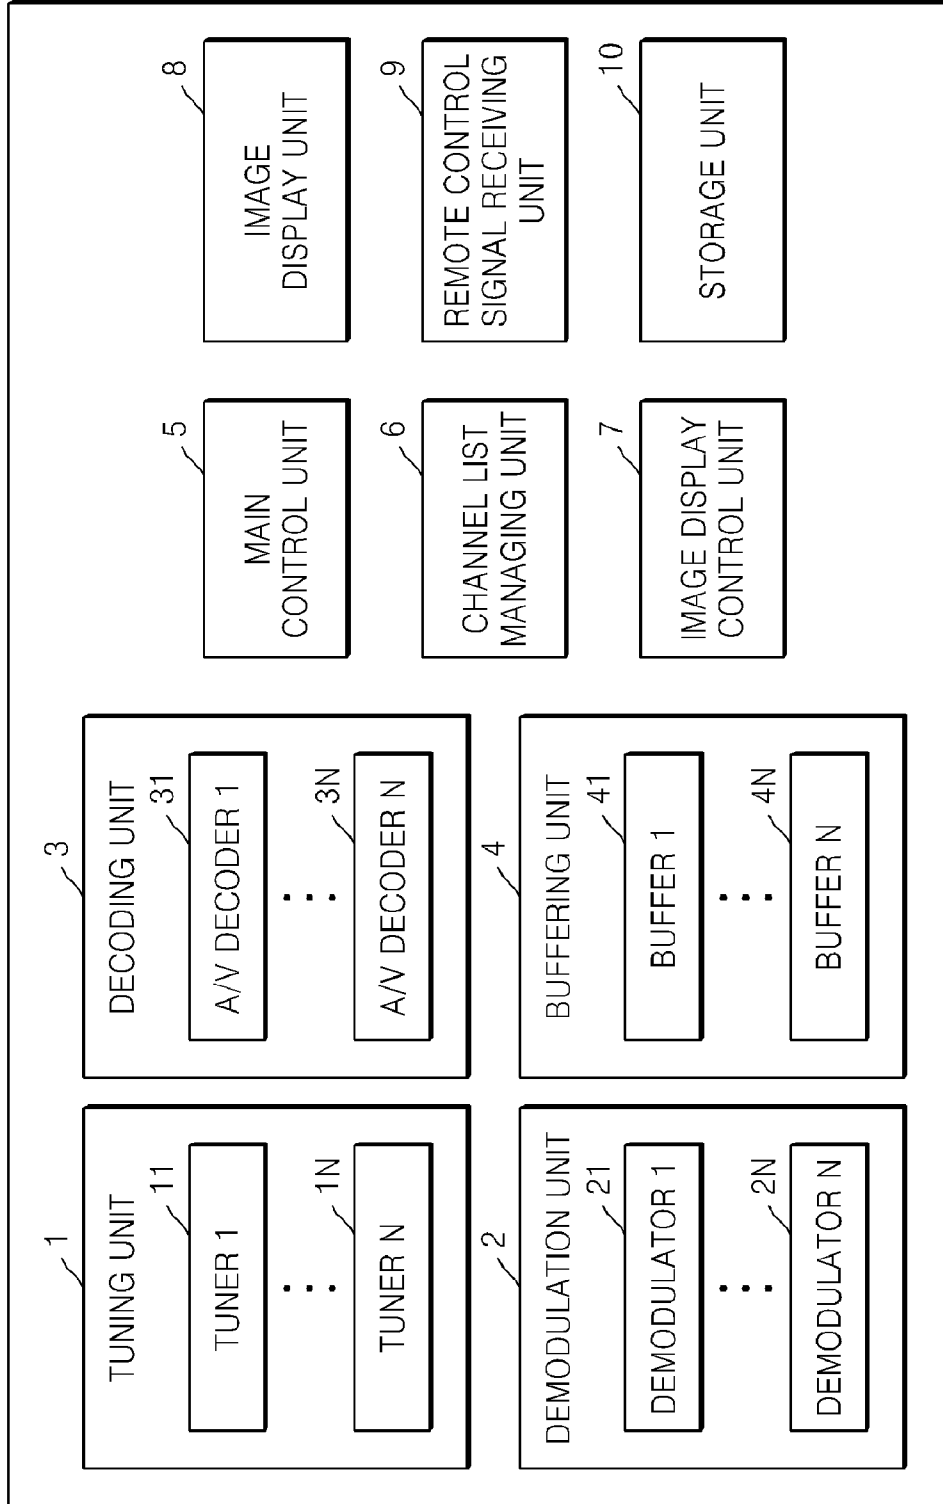 1
TUNING UNIT
11
TUNER 1
1N
TUNER N
2
DEMODULATION UNIT
21
DEMODULATOR 1
2N
DEMODULATOR N
3
DECODING UNIT
31
A/V DECODER 1
3N
A/V DECODER N
4
BUFFERING UNIT
41
BUFFER 1
4N
BUFFER N
5
MAIN
CONTROL UNIT
6
CHANNEL LIST
MANAGING UNIT
7
IMAGE DISPLAY
CONTROL UNIT
8
IMAGE
DISPLAY UNIT
9
REMOTE CONTROL
SIGNAL RECEIVING
UNIT
10
STORAGE UNIT